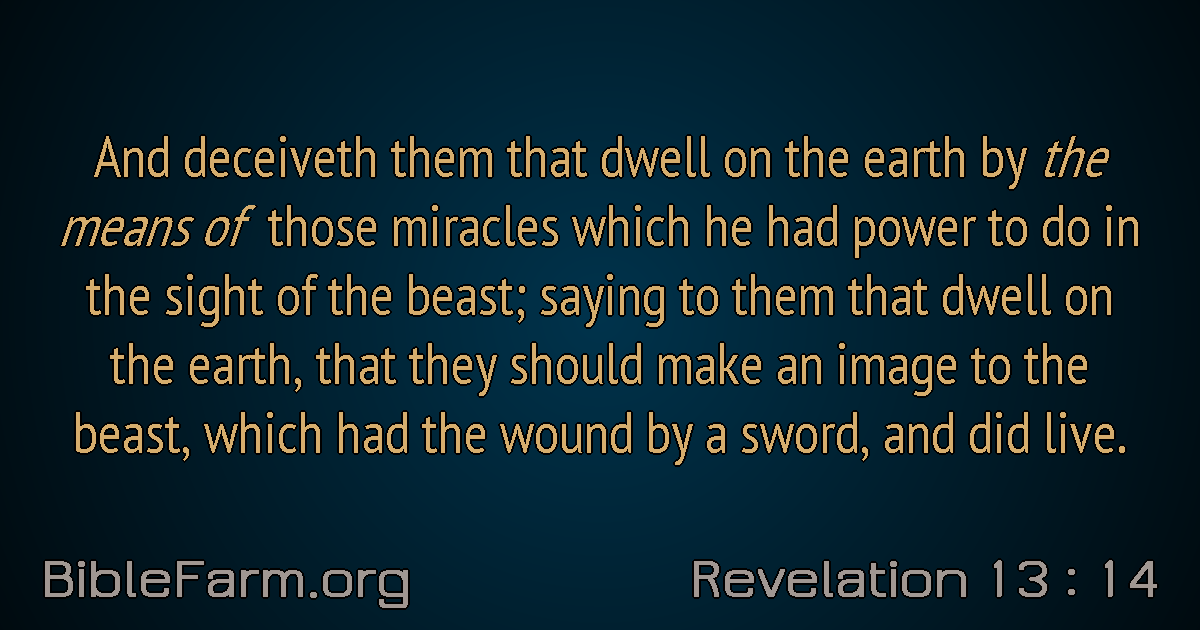 And deceiveth them that dwell on the earth by the
means of those miracles which he had power to do in
the sight of the beast; saying to them that dwell on
the earth, that they should make an image to the
beast, which had the wound by a sword, and did live.
BibleFarm.org
Revelation 13 : 14